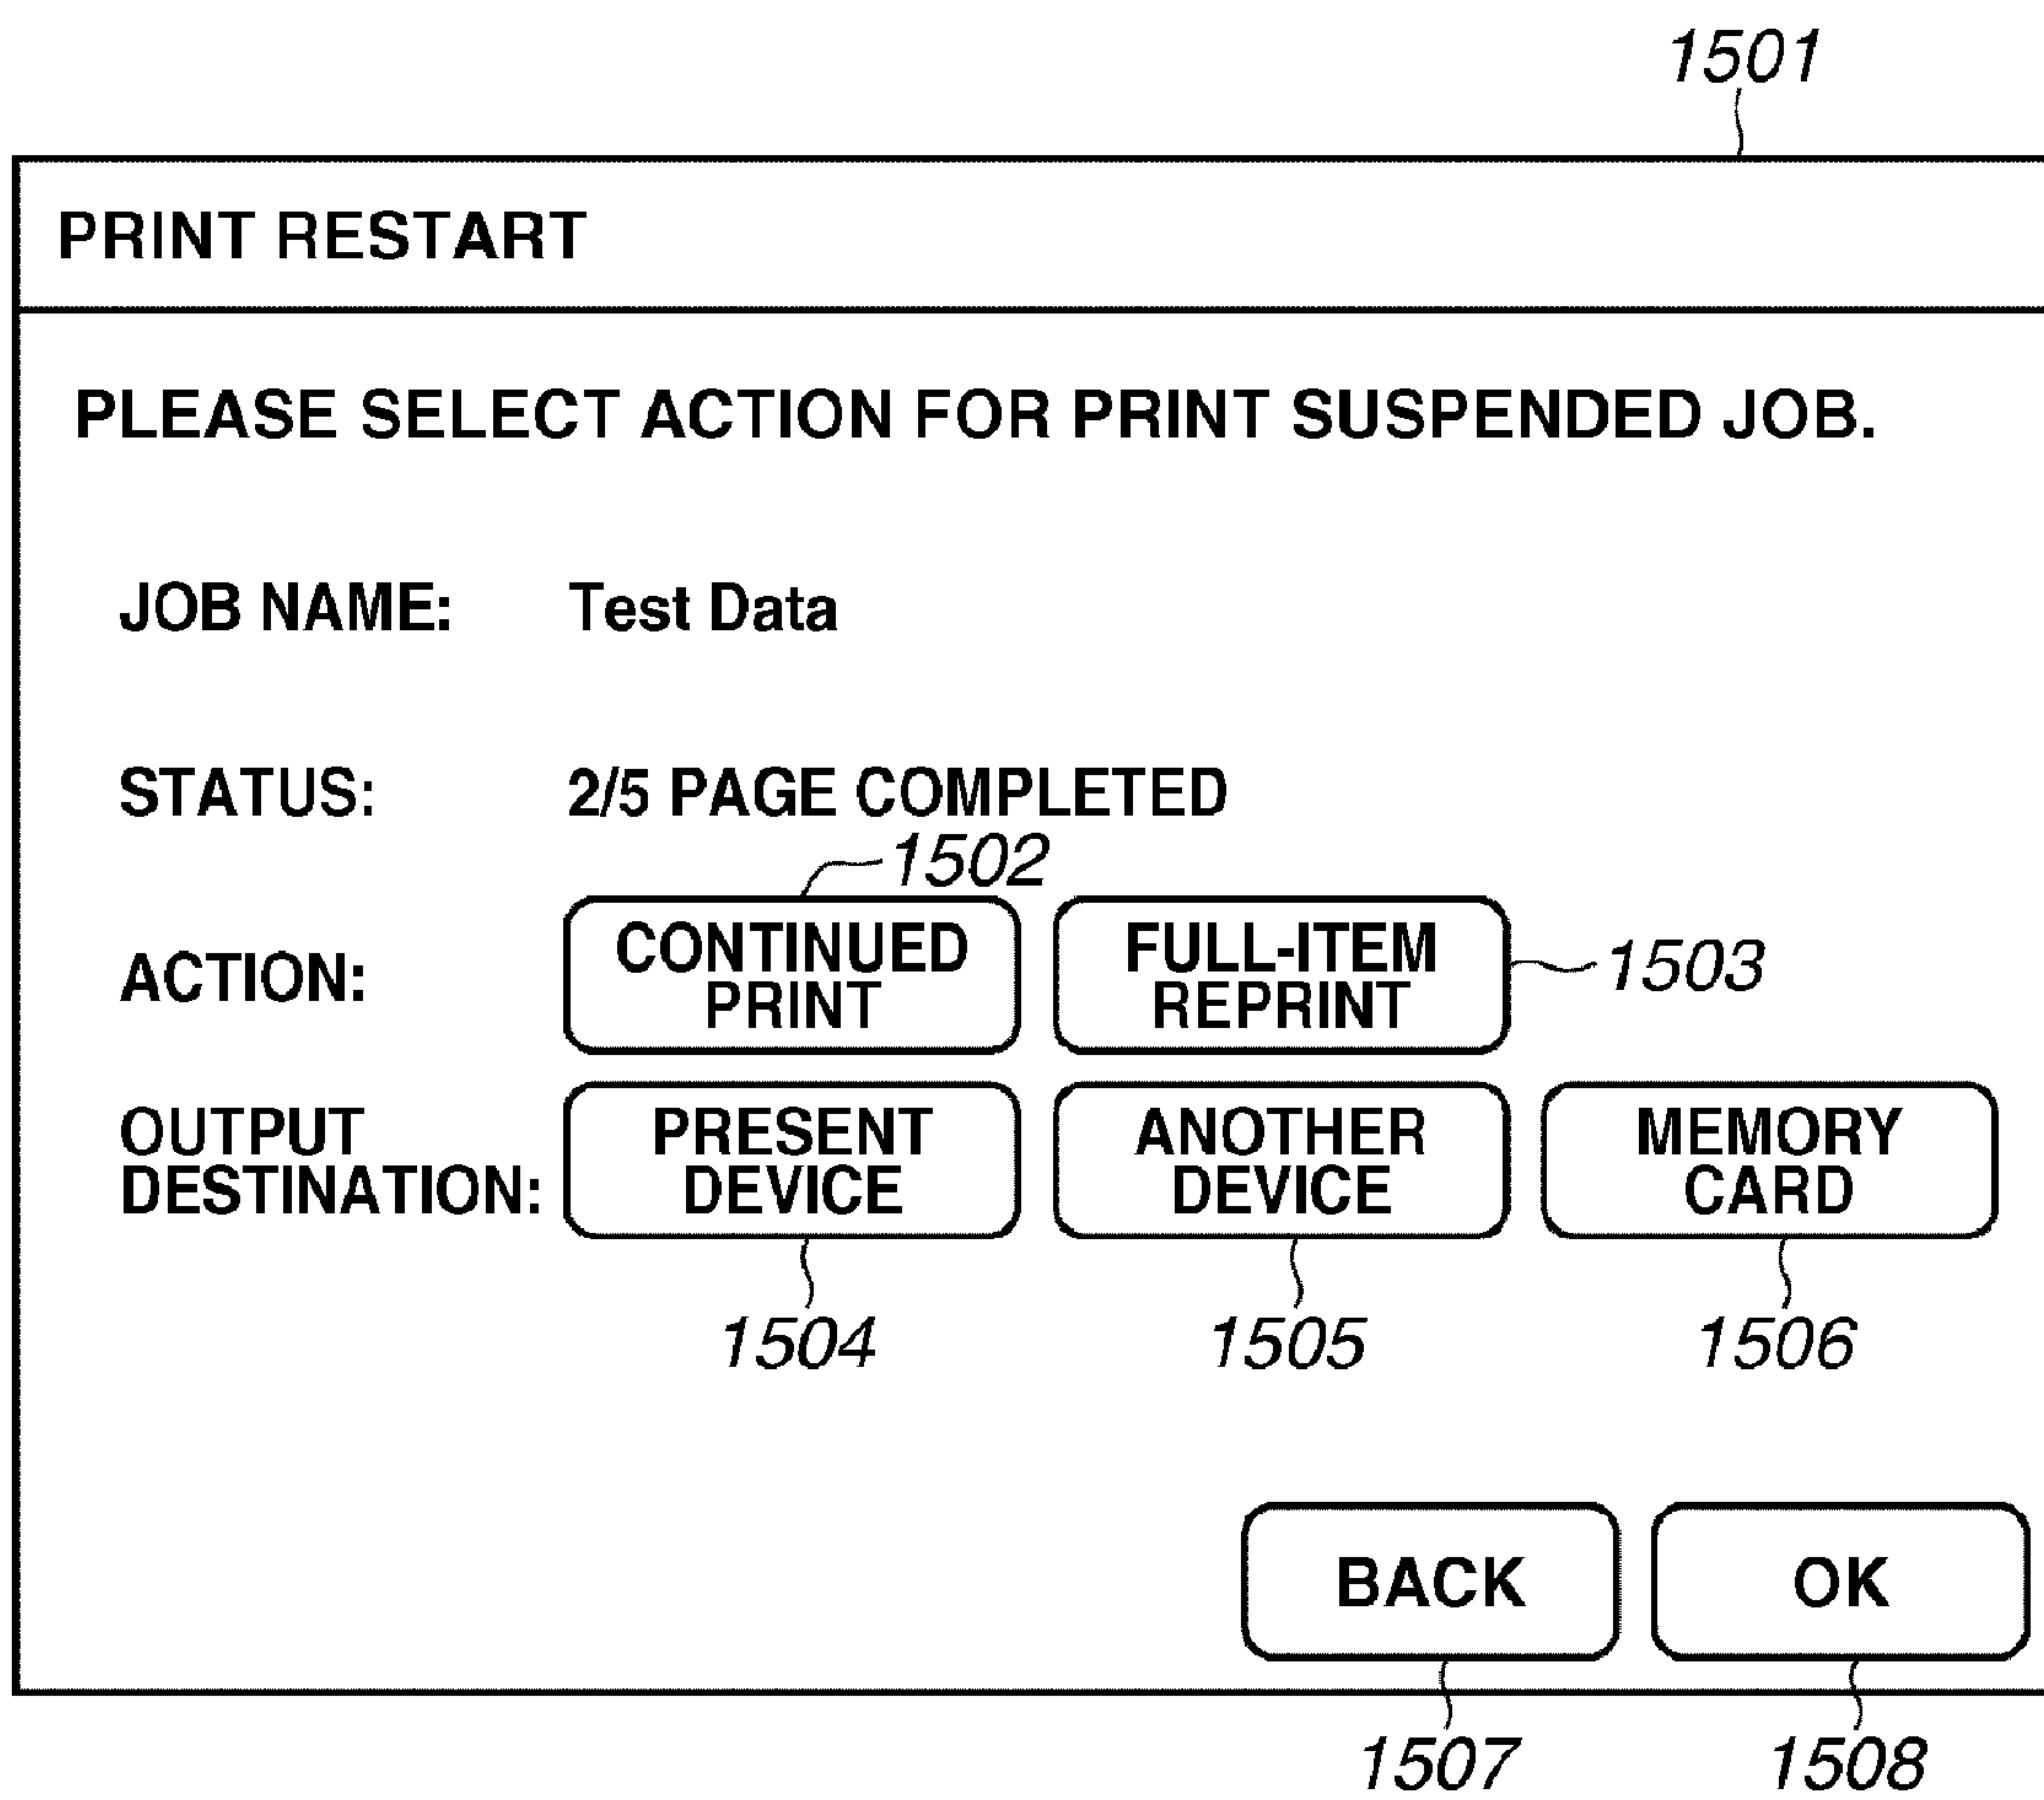 1501
PRINT RESTART
PLEASE SELECT ACTION FOR PRINT SUSPENDED JOB.
JOB NAME: Test Data
STATUS: 2/5 PAGE COMPLETED
1502
ACTION:
CONTINUED
PRINT
FULL-ITEM
REPRINT
1503
OUTPUT
DESTINATION:
PRESENT
DEVICE
ANOTHER
DEVICE
MEMORY
CARD
1504 1505 1506
BACK OK
1507 1508